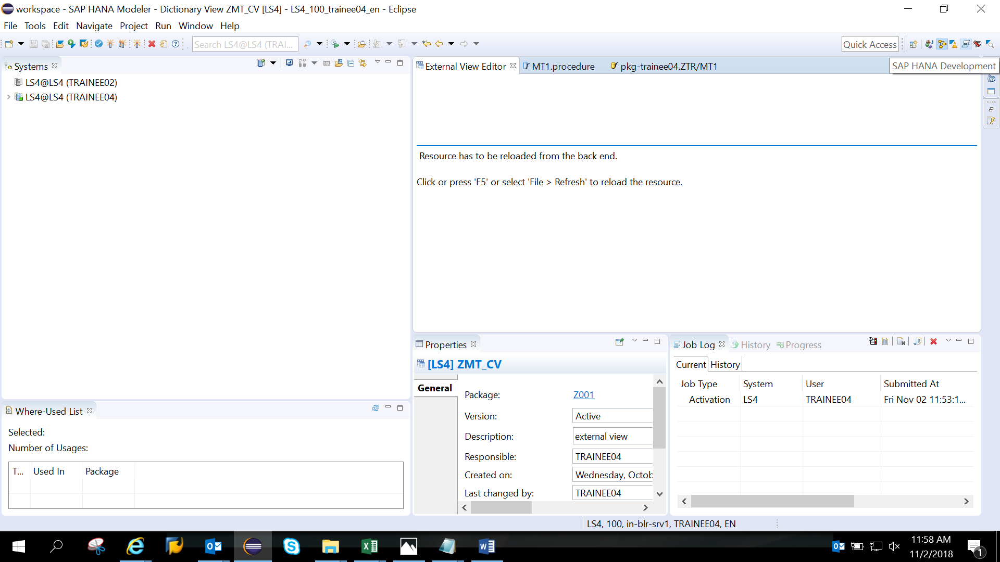 workspace - SAP HANA Modeler - Dictionary View ZMT_CV [LS4] - LS4_100_trainee04_en - Eclipse
File Tools Edit Navigate Project Run Window Help
Search LS4@LS4 (TRAI...
Quick Access
Systems
External View Editor
MT1.procedure
pkg-trainee04.ZTR/MT1
SAP HANA Development
LS4@LS4 (TRAINEE02)
LS4@LS4 (TRAINEE04)
Resource has to be reloaded from the back end.
Click or press 'F5' or select 'File > Refresh' to reload the resource.
Properties
[LS4] ZMT_CV
General
Package: Z001
Version: Active
Description: external view
Responsible: TRAINEE04
Created on: Wednesday, Octob
Last changed by: TRAINEE04
Job Log History Progress
Current History
Job Type System User Submitted At
Activation LS4 TRAINEE04 Fri Nov 02 11:53:1...
Where-Used List
Selected:
Number of Usages:
T... Used In Package
LS4, 100, in-blr-srv1, TRAINEE04, EN
11:58 AM
11/2/2018
1